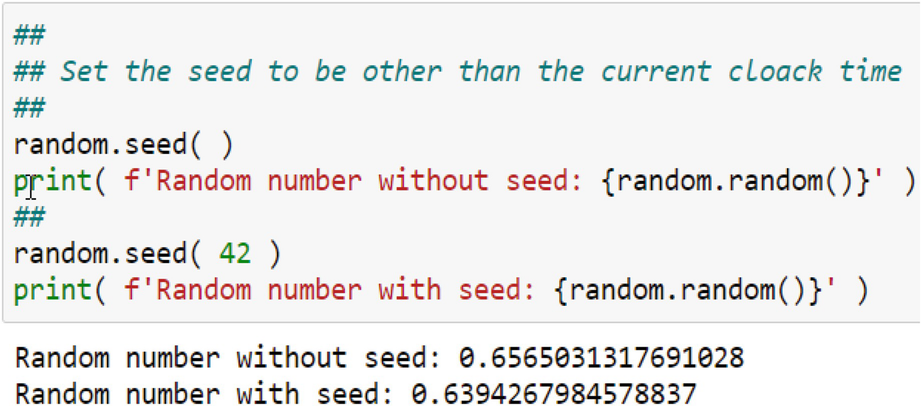 ##
## Set the seed to be other than the current cloack time
##
random.seed( )
print( f'Random number without seed: {random.random()}' )
##
random.seed( 42 )
print( f'Random number with seed: {random.random()}' )
Random number without seed: 0.6565031317691028
Random number with seed: 0.6394267984578837